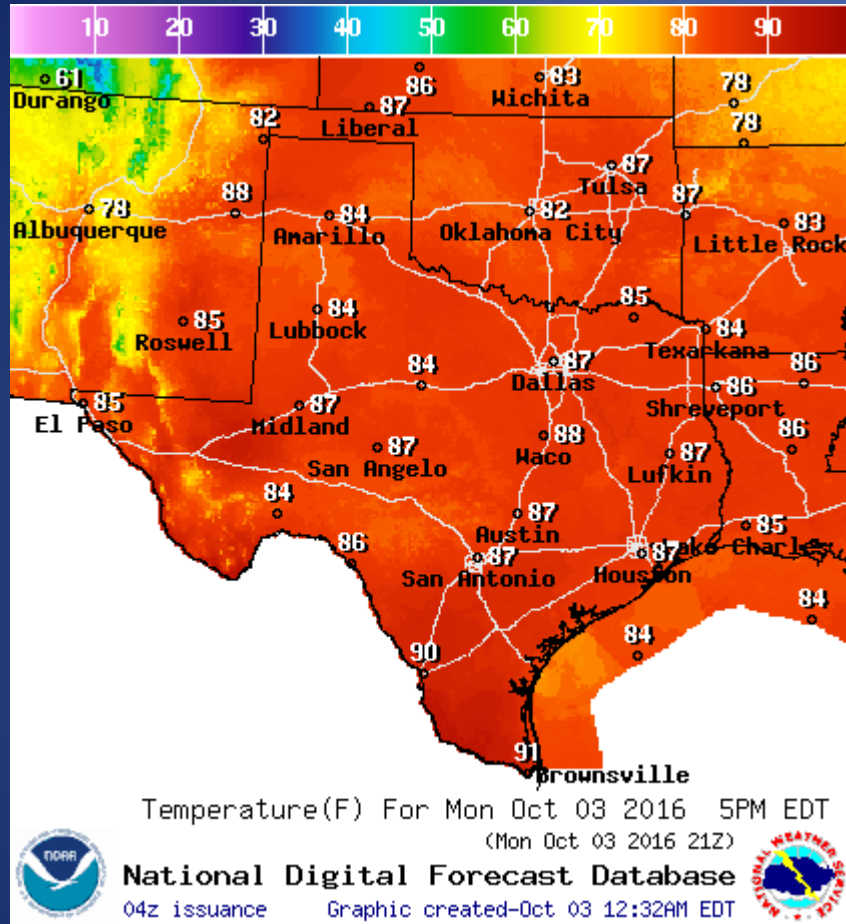 10 20 30 40 50 60 70 80 90
61
Durango
86
83
Wichita
87
Liberal
78
78
82
87
Tulsa
78
Albuquerque
88
84
Amarillo
82
Oklahoma City
87
83
Little Rock
85
Roswell
84
Lubbock
85
84
Texarkana
87
Dallas
84
86
Shreveport
86
85
El Paso
87
Midland
87
San Angelo
88
Waco
87
Lufkin
86
84
87
Austin
85
Lake Charles
86
87
San Antonio
87
Houston
84
84
90
91
Brownsville
Temperature(F) For Mon Oct 03 2016 5PM EDT
(Mon Oct 03 2016 21Z)
National Digital Forecast Database
04z issuance Graphic created-Oct 03 12:32AM EDT
NOAA
NATIONAL WEATHER SERVICE